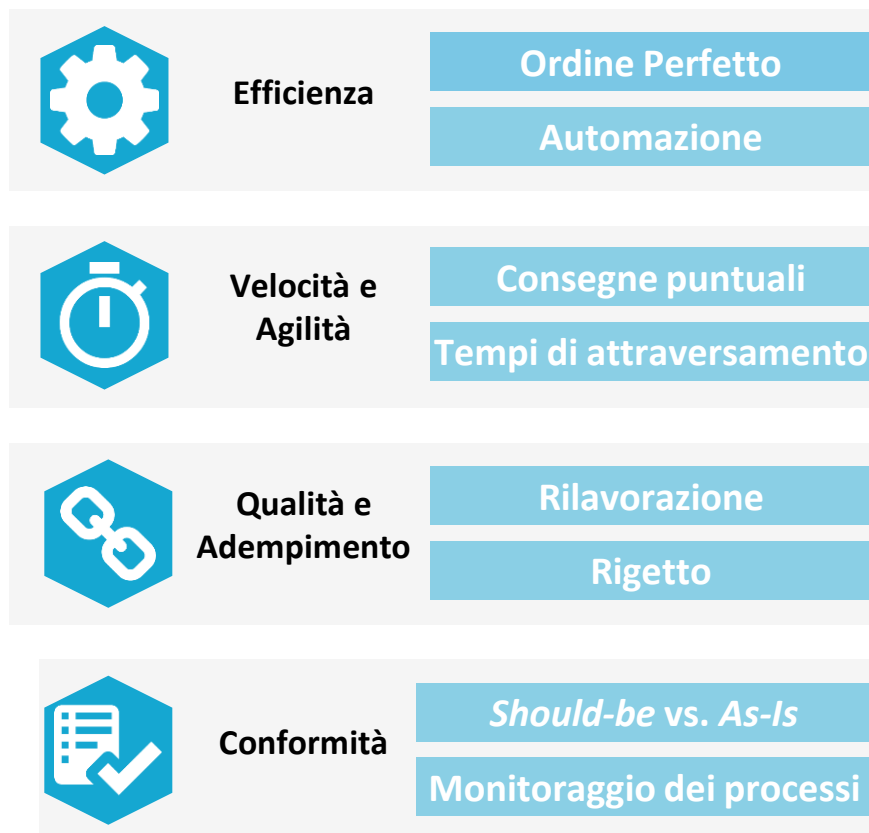 Efficienza
Ordine Perfetto
Automazione
Velocità e
Agilità
Consegne puntuali
Tempi di attraversamento
Qualità e
Adempimento
Rilavorazione
Rigetto
Conformità
Should-be vs. As-Is
Monitoraggio dei processi